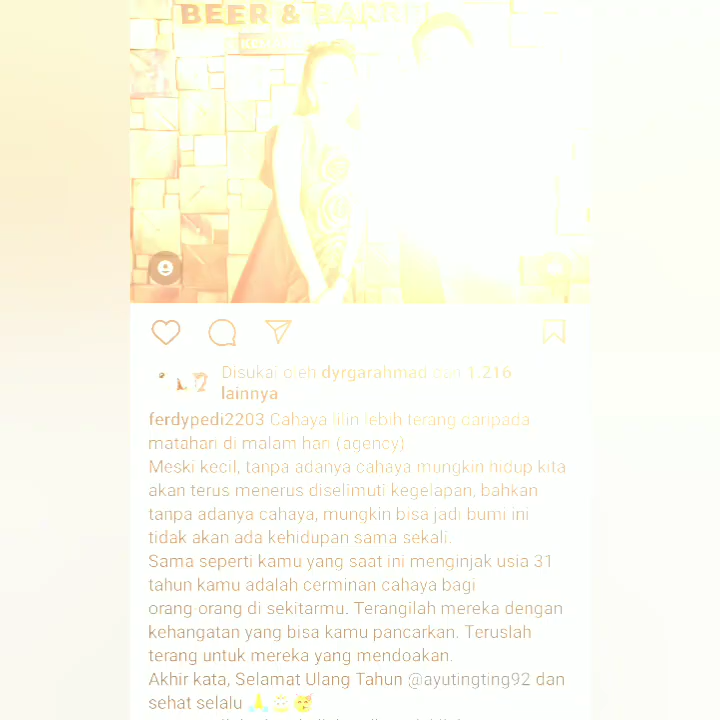 BEER &
Disukai oleh dyrgarahmad dan 1.216
lainnya
ferdypedi2203 Cahaya lilin lebih terang daripada
matahari di malam hari (agency)
Meski kecil, tanpa adanya cahaya mungkin hidup kita
akan terus menerus diselimuti kegelapan, bahkan
tanpa adanya cahaya, mungkin bisa jadi bumi ini
tidak akan ada kehidupan sama sekali.
Sama seperti kamu yang saat ini menginjak usia 31
tahun kamu adalah cerminan cahaya bagi
orang-orang di sekitarmu. Terangilah mereka dengan
kehangatan yang bisa kamu pancarkan. Teruslah
terang untuk mereka yang mendoakan.
Akhir kata, Selamat Ulang Tahun @ayutingting92 dan
sehat selalu 🙏🎂🥳